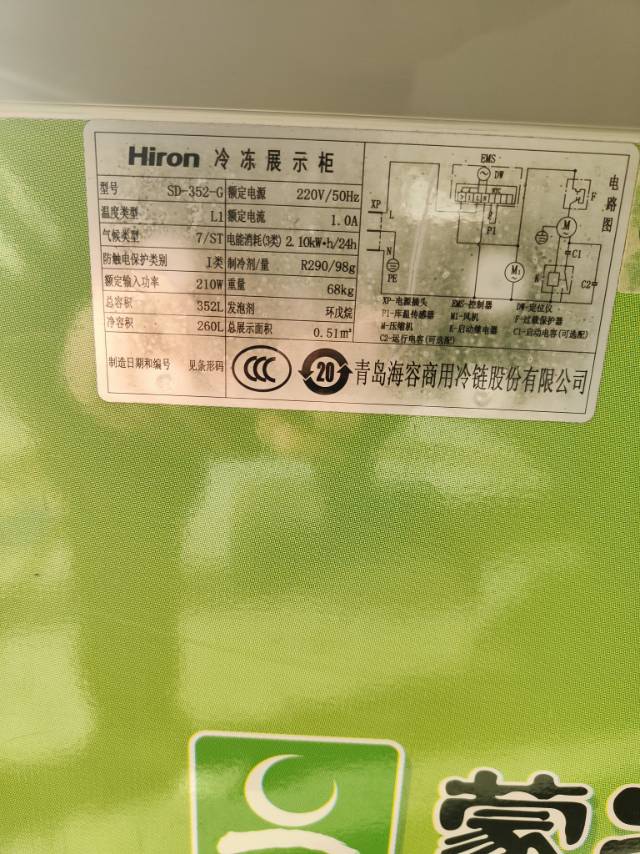 Hiron 冷冻展示柜
型号 SD-352-G 额定电源 220V/50Hz
温度类型 L1 额定电流 1.0A
气候类型 7/ST 电能消耗(3类) 2.10kW·h/24h
防触电保护类别 I类 制冷剂/量 R290/98g
额定输入功率 210W 重量 68kg
总容积 352L 发泡剂 环戊烷
净容积 260L 总展示面积 0.51㎡
制造日期和编号 见条形码
CCC 20 青岛海容商用冷链股份有限公司
电路图
EMS
DW
XP
L
P1
N
PE
M1
F
M
C1
K
C2
XP-电源插头 EMS-控制器 DW-定位仪
P1-库温传感器 M1-风机 F-过载保护器
M-压缩机 K-启动继电器 C1-启动电容(可选配)
C2-运行电容(可选配)
蒙